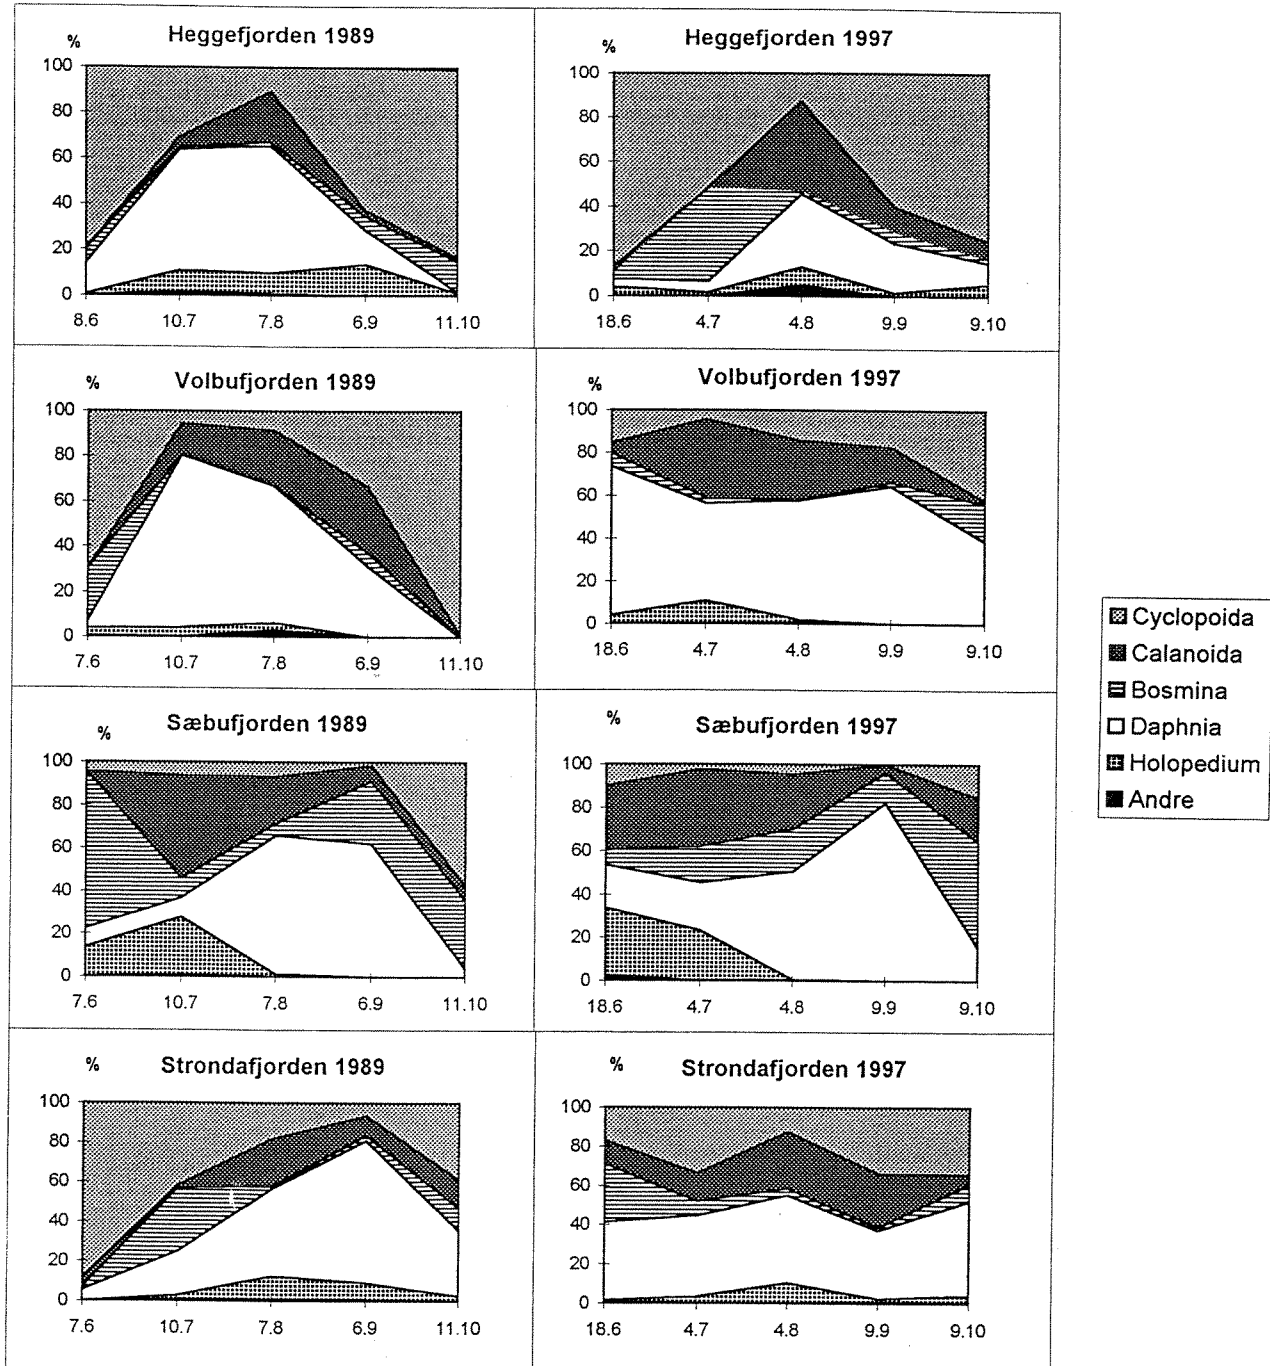 Heggefjorden 1989
%
100
80
60
40
20
0
8.6 10.7 7.8 6.9 11.10
Heggefjorden 1997
%
100
80
60
40
20
0
18.6 4.7 4.8 9.9 9.10
Volbufjorden 1989
%
100
80
60
40
20
0
7.6 10.7 7.8 6.9 11.10
Volbufjorden 1997
%
100
80
60
40
20
0
18.6 4.7 4.8 9.9 9.10
Sæbufjorden 1989
%
100
80
60
40
20
0
7.6 10.7 7.8 6.9 11.10
Sæbufjorden 1997
%
100
80
60
40
20
0
18.6 4.7 4.8 9.9 9.10
Strondafjorden 1989
%
100
80
60
40
20
0
7.6 10.7 7.8 6.9 11.10
Strondafjorden 1997
%
100
80
60
40
20
0
18.6 4.7 4.8 9.9 9.10
Cyclopoida
Calanoida
Bosmina
Daphnia
Holopedium
Andre